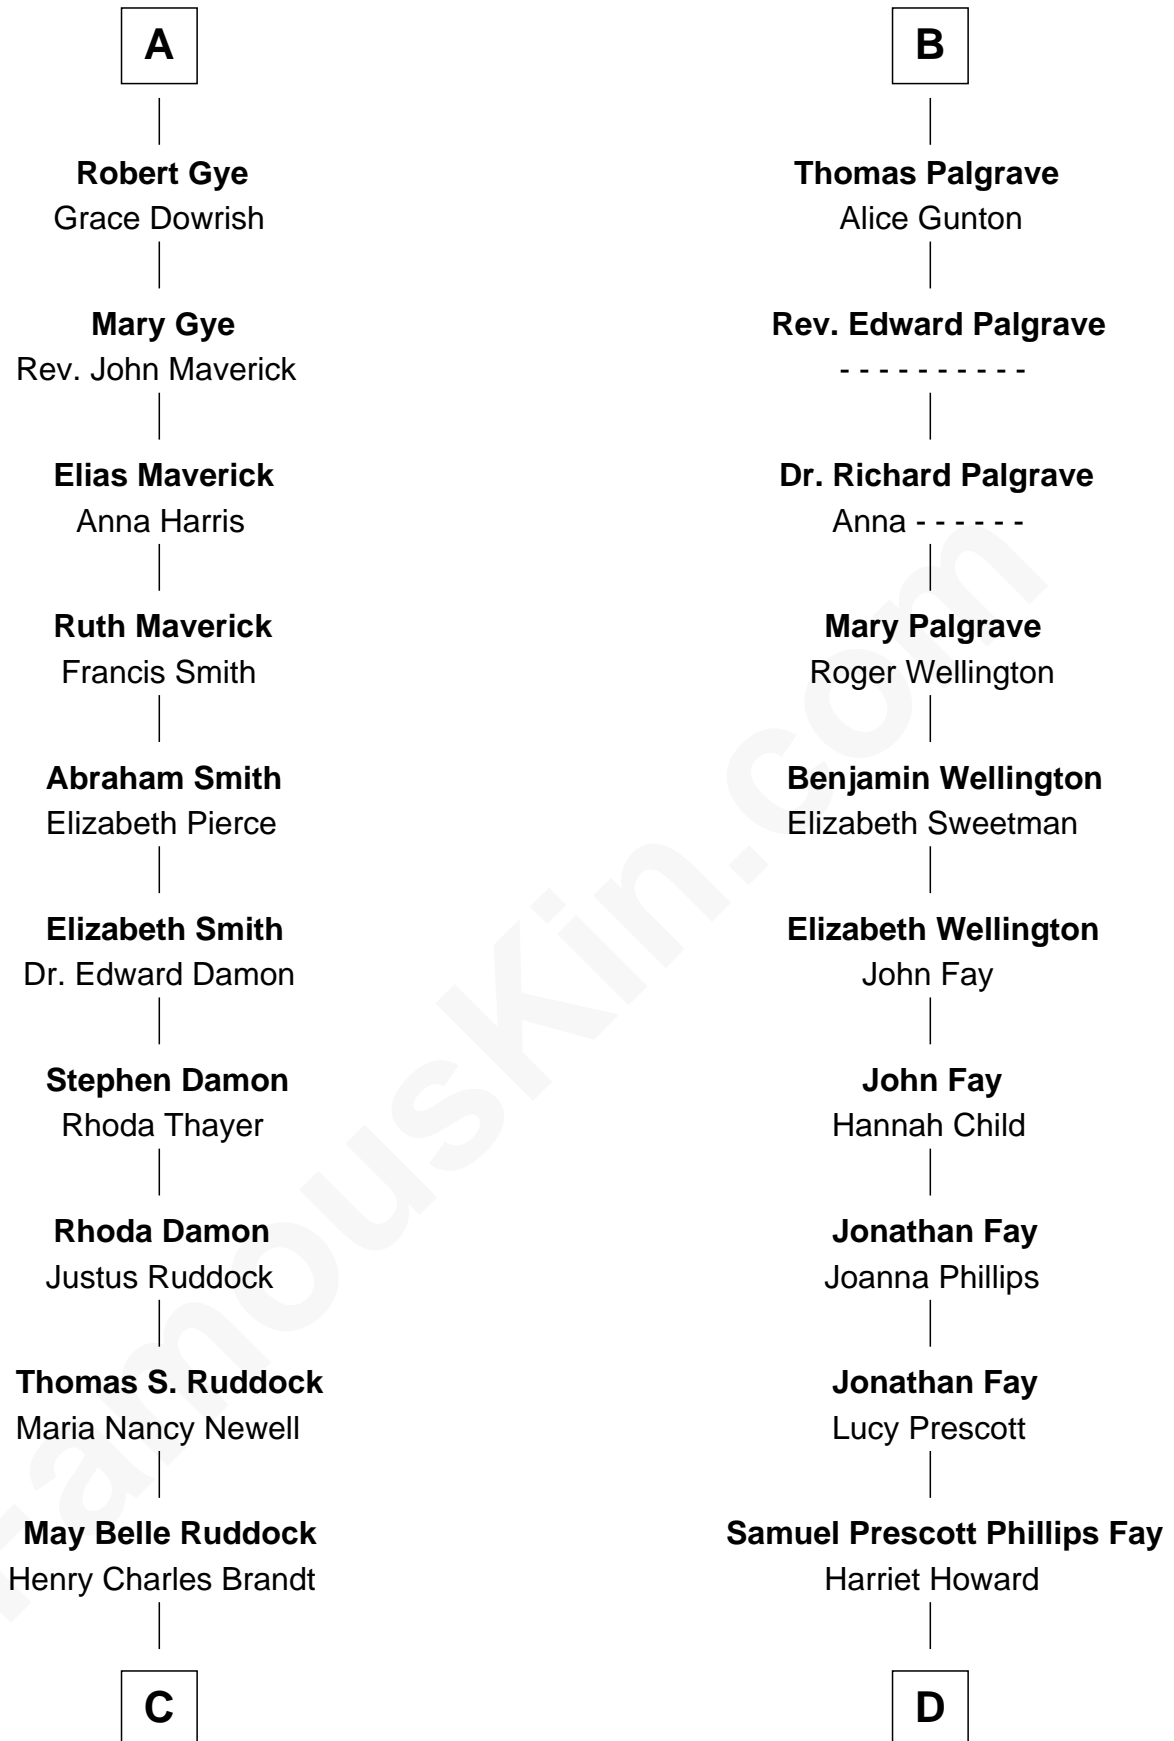 A
Robert Gye
Grace Dowrish
Mary Gye
Rev. John Maverick
Elias Maverick
Anna Harris
Ruth Maverick
Francis Smith
Abraham Smith
Elizabeth Pierce
Elizabeth Smith
Dr. Edward Damon
Stephen Damon
Rhoda Thayer
Rhoda Damon
Justus Ruddock
Thomas S. Ruddock
Maria Nancy Newell
May Belle Ruddock
Henry Charles Brandt
C
B
Thomas Palgrave
Alice Gunton
Rev. Edward Palgrave
- - - - - - - - - -
Dr. Richard Palgrave
Anna - - - - - -
Mary Palgrave
Roger Wellington
Benjamin Wellington
Elizabeth Sweetman
Elizabeth Wellington
John Fay
John Fay
Hannah Child
Jonathan Fay
Joanna Phillips
Jonathan Fay
Lucy Prescott
Samuel Prescott Phillips Fay
Harriet Howard
D
FamousKin.com